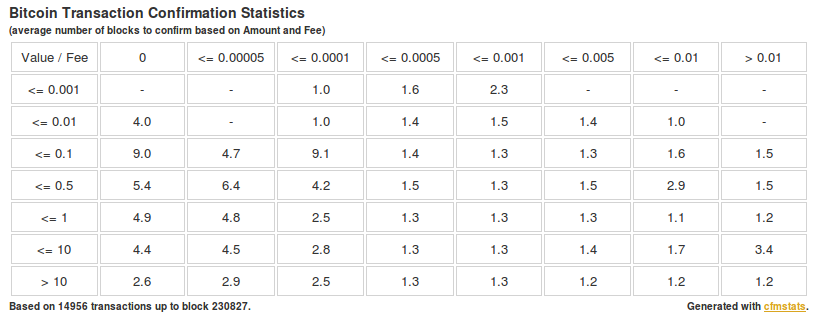 Bitcoin Transaction Confirmation Statistics
(average number of blocks to confirm based on Amount and Fee)
Value / Fee 0 <= 0.00005 <= 0.0001 <= 0.0005 <= 0.001 <= 0.005 <= 0.01 > 0.01
<= 0.001 - - 1.0 1.6 2.3 - - -
<= 0.01 4.0 - 1.0 1.4 1.5 1.4 1.0 -
<= 0.1 9.0 4.7 9.1 1.4 1.3 1.3 1.6 1.5
<= 0.5 5.4 6.4 4.2 1.5 1.3 1.5 2.9 1.5
<= 1 4.9 4.8 2.5 1.3 1.3 1.3 1.1 1.2
<= 10 4.4 4.5 2.8 1.3 1.3 1.4 1.7 3.4
> 10 2.6 2.9 2.5 1.3 1.3 1.2 1.2 1.2
Based on 14956 transactions up to block 230827. Generated with cfmstats.